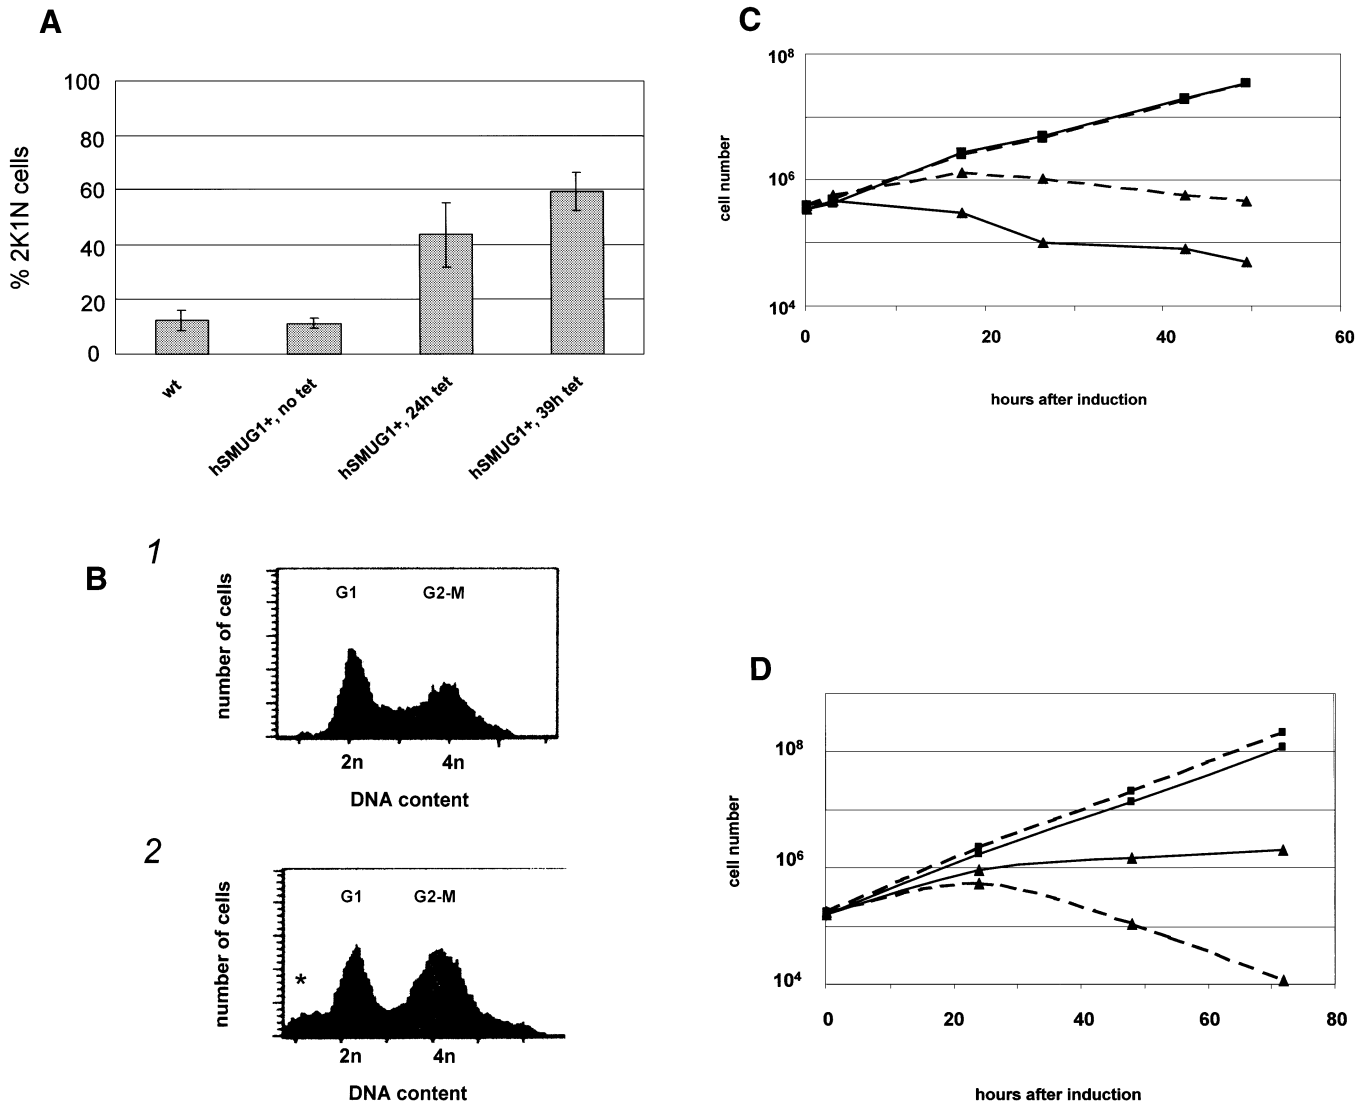 A
100
80
60
40
20
0
% 2K1N cells
wt
hSMUG1+, no tet
hSMUG1+, 24h tet
hSMUG1+, 39h tet
B
1
number of cells
G1 G2-M
2n 4n
DNA content
2
number of cells
G1 G2-M
*
2n 4n
DNA content
C
10⁸
10⁶
10⁴
cell number
0 20 40 60
hours after induction
D
10⁸
10⁶
10⁴
cell number
0 20 40 60 80
hours after induction